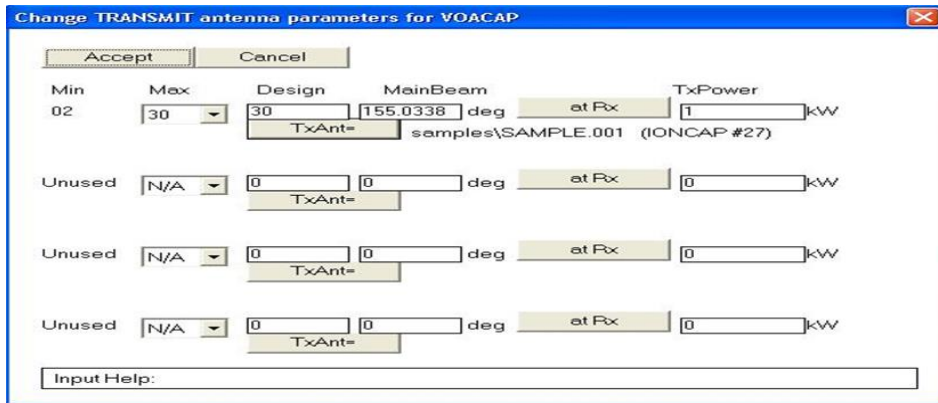 Change TRANSMIT antenna parameters for VOACAP
Accept Cancel
Min Max Design MainBeam TxPower
02 30 30 155.0338 deg at Rx 1 kW
TxAnt= samples\SAMPLE.001 (IONCAP #27)
Unused N/A 0 0 deg at Rx 0 kW
TxAnt=
Unused N/A 0 0 deg at Rx 0 kW
TxAnt=
Unused N/A 0 0 deg at Rx 0 kW
TxAnt=
Input Help: